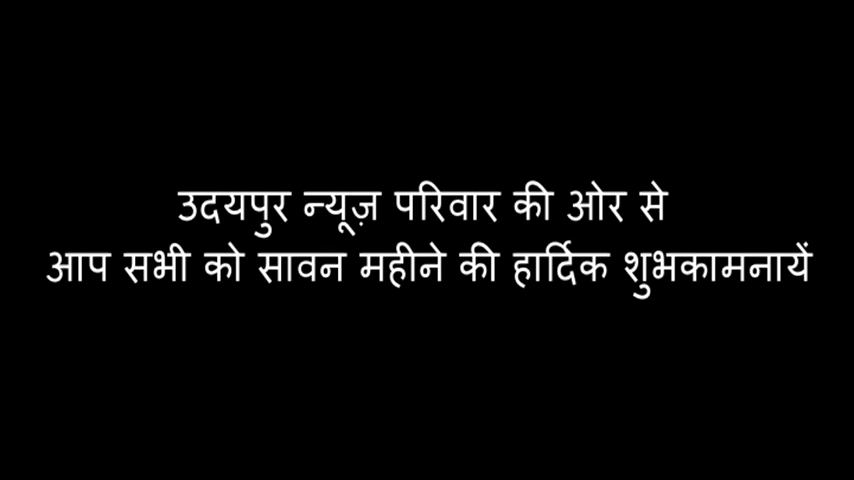 उदयपुर न्यूज़ परिवार की ओर से
आप सभी को सावन महीने की हार्दिक शुभकामनायें